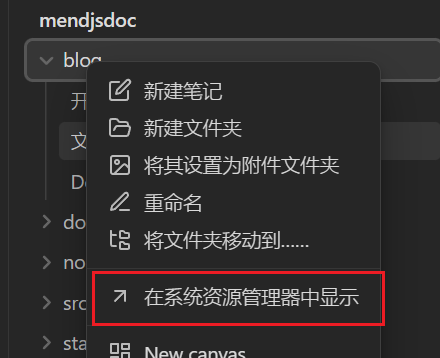 mendjsdoc
blog
开
新建笔记
新建文件夹
文
将其设置为附件文件夹
De
重命名
do
将文件夹移动到......
no
src
在系统资源管理器中显示
sta
New canvas